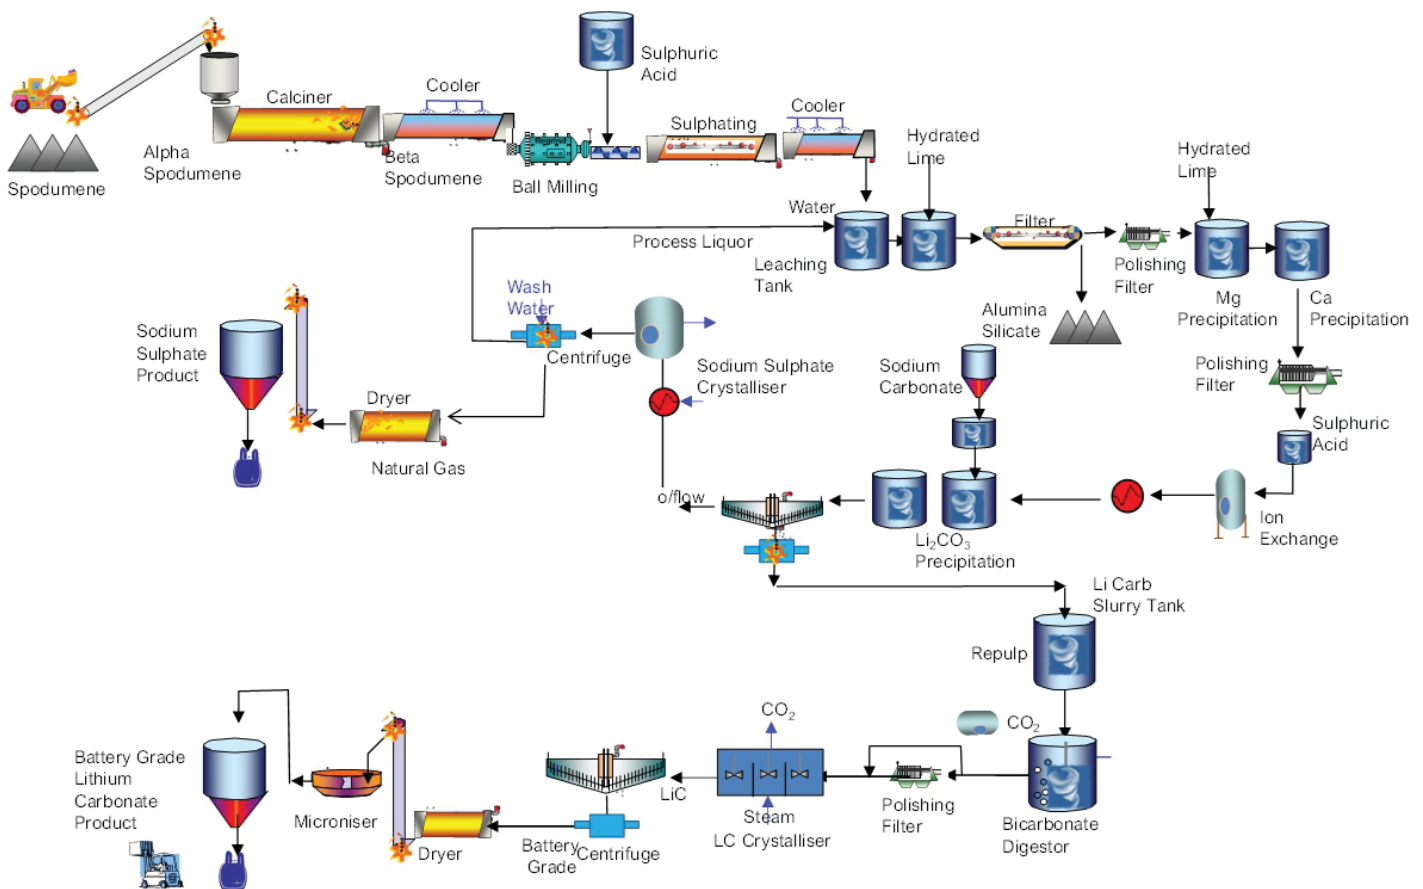 Sulphuric
Acid
Calciner
Cooler
Cooler
Sulphating
Hydrated
Lime
Hydrated
Lime
Spodumene
Alpha
Spodumene
Beta
Spodumene
Ball Milling
Water
Process Liquor
Leaching
Tank
Filter
Polishing
Filter
Mg
Precipitation
Ca
Precipitation
Alumina
Silicate
Wash
Water
Centrifuge
Sodium
Sulphate
Product
Sodium Sulphate
Crystalliser
Sodium
Carbonate
Polishing
Filter
Dryer
Natural Gas
Sulphuric
Acid
o/flow
Li₂CO₃
Precipitation
Ion
Exchange
Li Carb
Slurry Tank
Repulp
CO₂
CO₂
Battery Grade
Lithium
Carbonate
Product
Microniser
Dryer
Battery
Grade
Centrifuge
LiC
Steam
LC Crystalliser
Polishing
Filter
Bicarbonate
Digestor